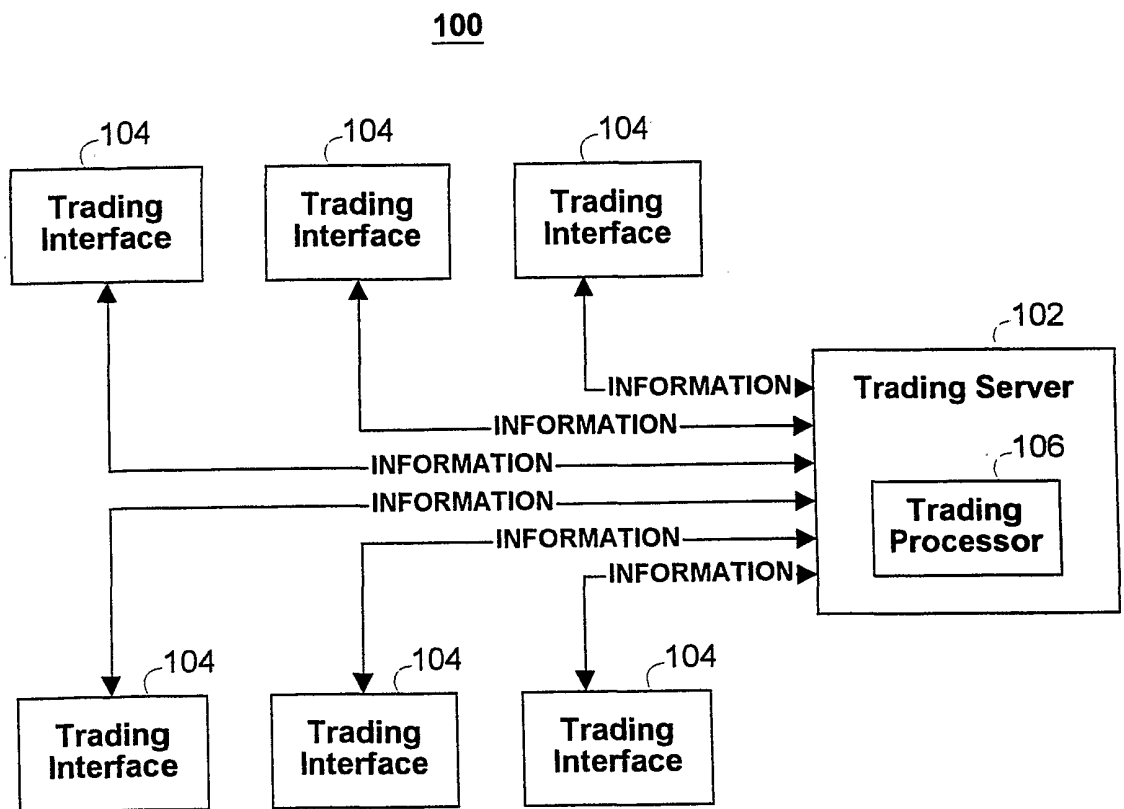 100
104
104
104
Trading
Interface
Trading
Interface
Trading
Interface
102
INFORMATION
Trading Server
INFORMATION
INFORMATION
106
INFORMATION
Trading
Processor
INFORMATION
INFORMATION
104
104
104
Trading
Interface
Trading
Interface
Trading
Interface